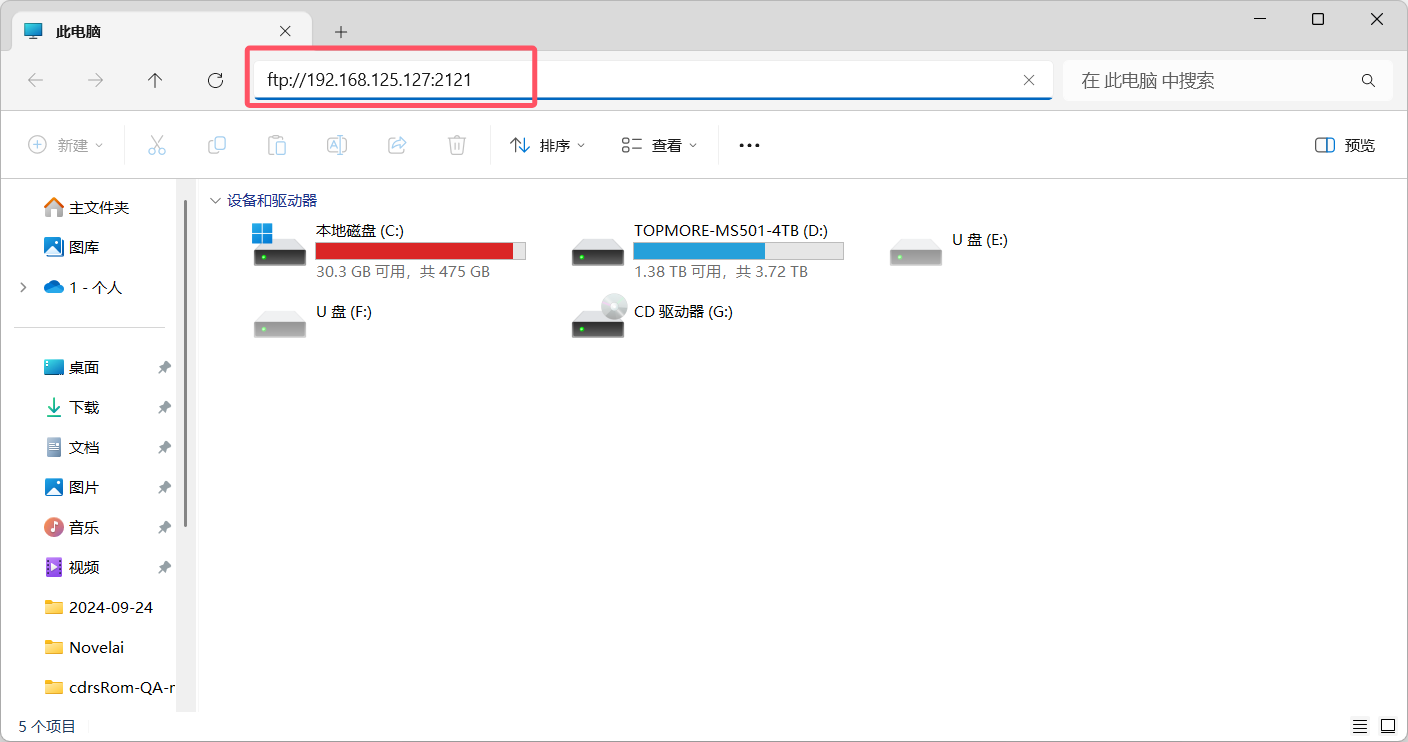 此电脑
ftp://192.168.125.127:2121
在 此电脑 中搜索
新建
排序
查看
预览
主文件夹
图库
1 - 个人
桌面
下载
文档
图片
音乐
视频
2024-09-24
Novelai
cdrsRom-QA-r
设备和驱动器
本地磁盘 (C:)
30.3 GB 可用，共 475 GB
TOPMORE-MS501-4TB (D:)
1.38 TB 可用，共 3.72 TB
U 盘 (E:)
U 盘 (F:)
CD 驱动器 (G:)
5 个项目